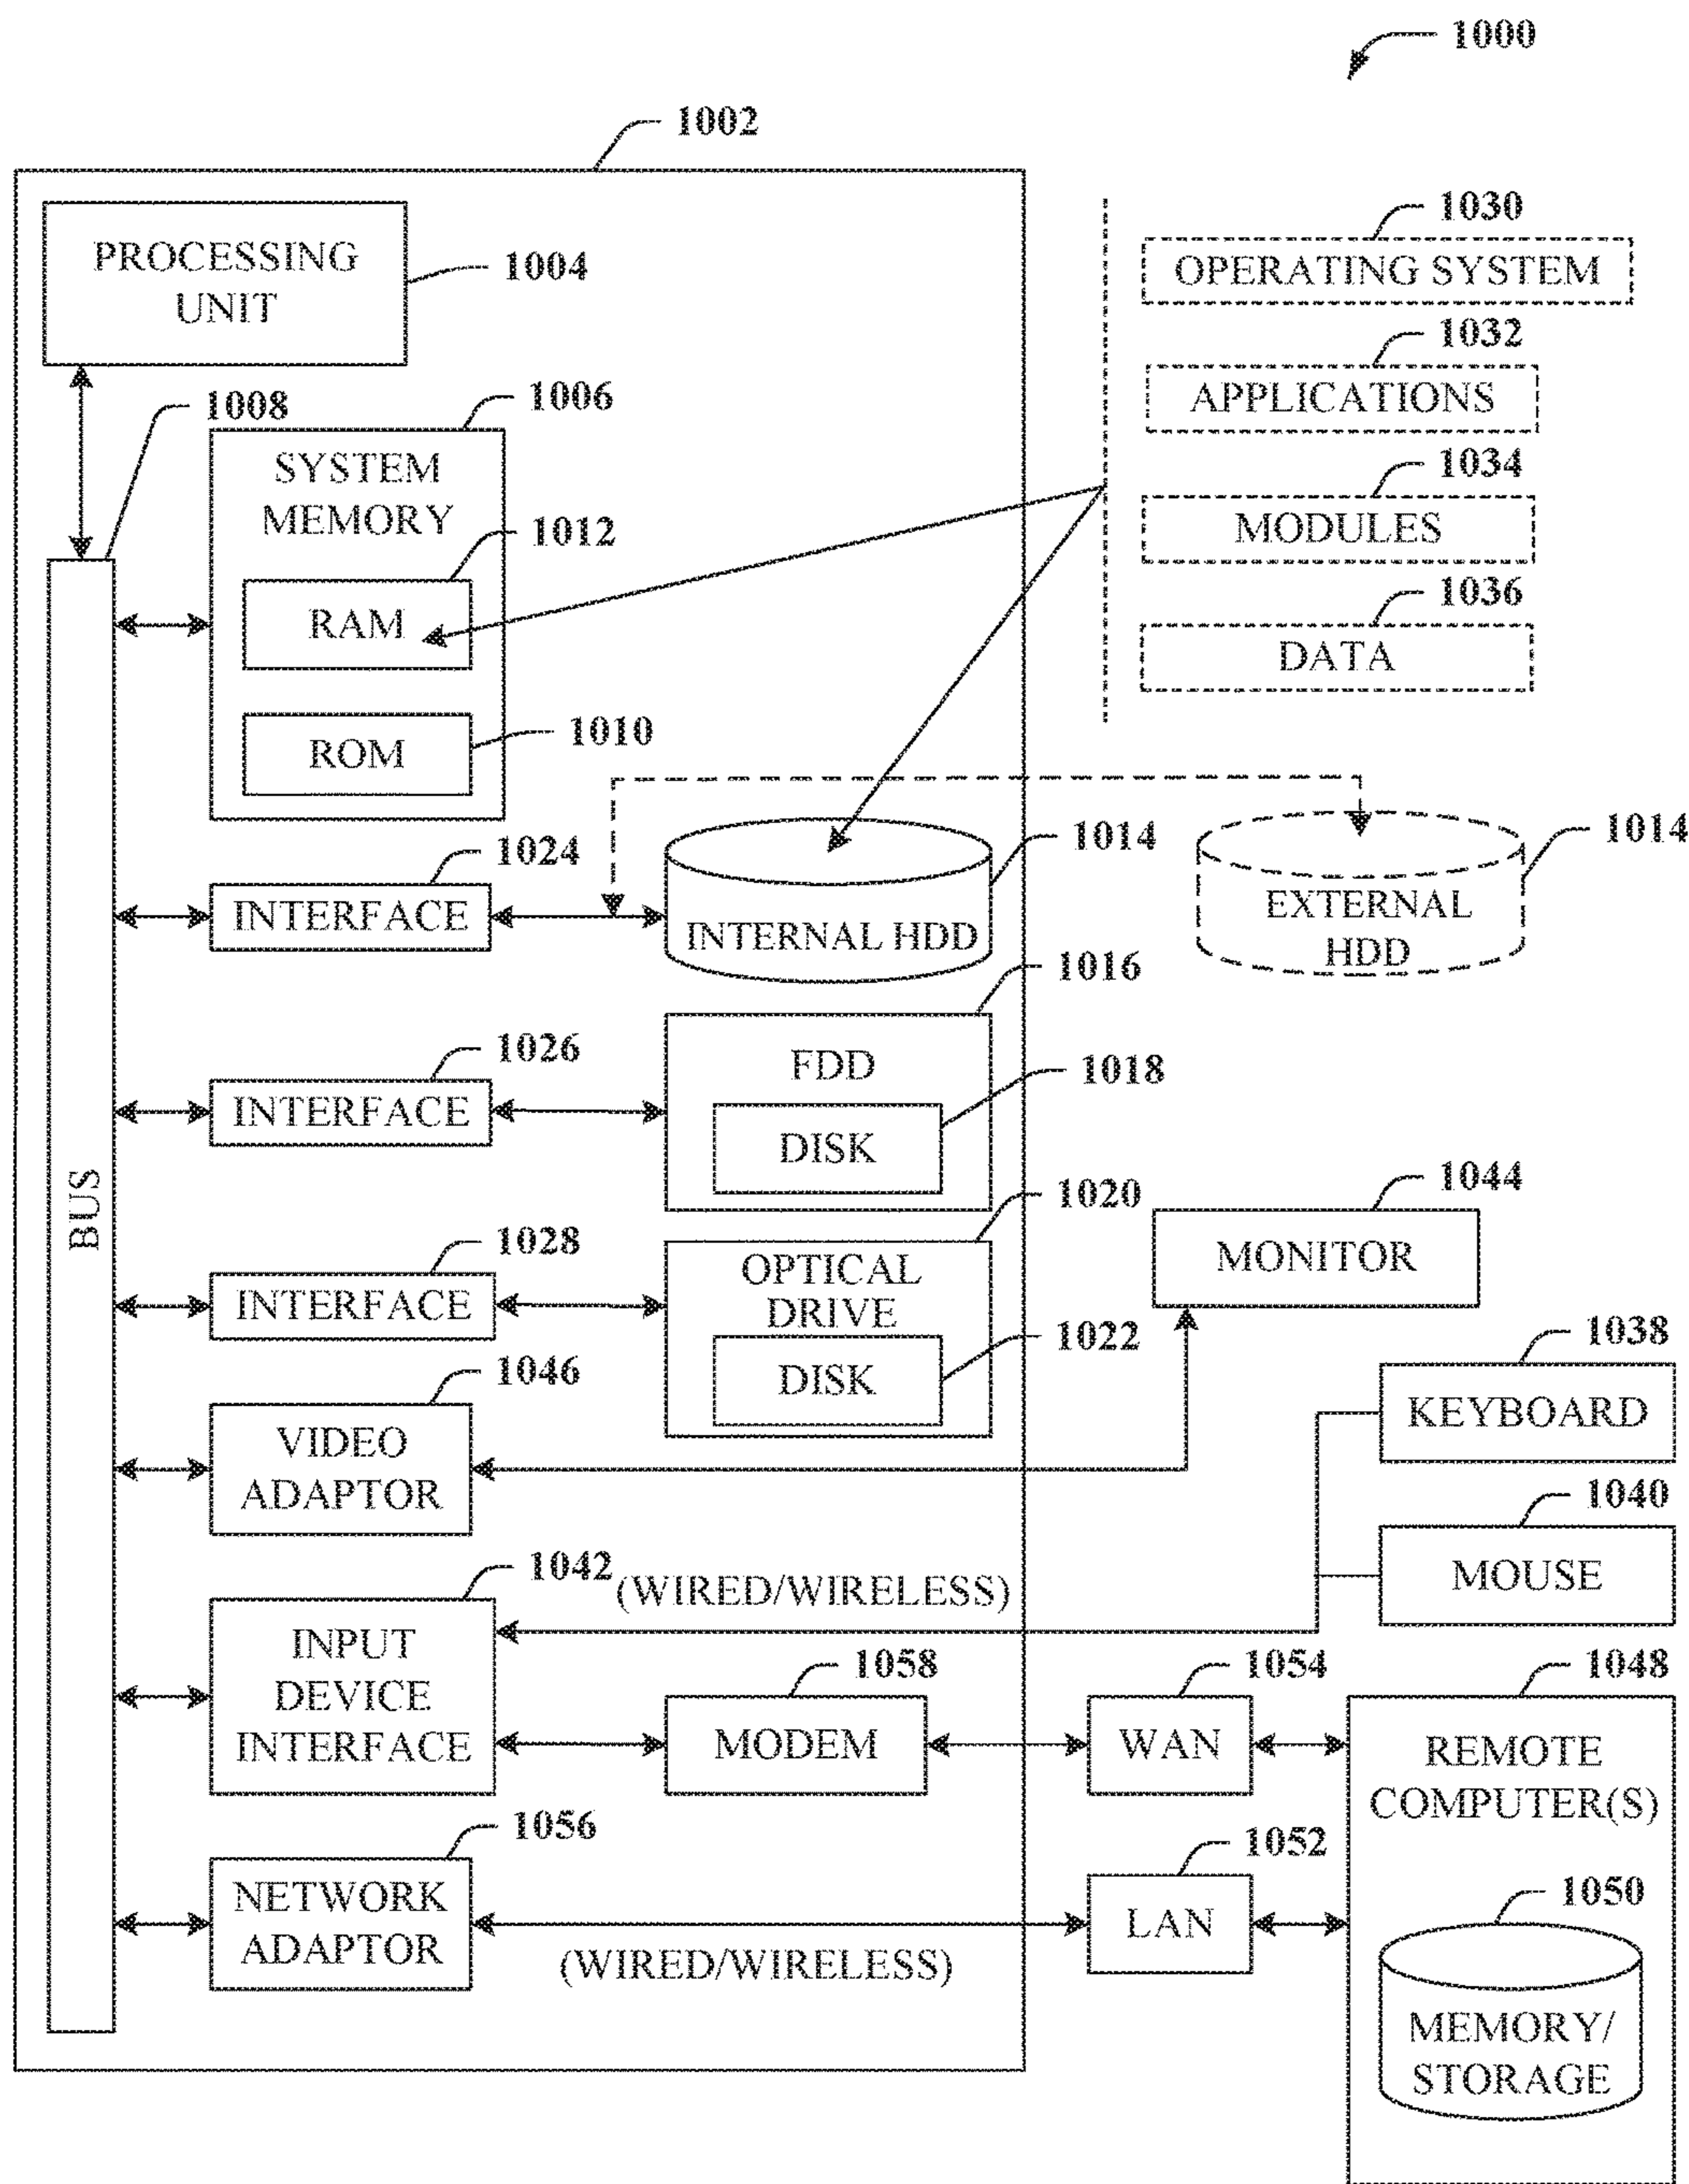 1000
1002
PROCESSING
UNIT
1004
1030
OPERATING SYSTEM
1032
APPLICATIONS
1034
MODULES
1036
DATA
1008
1006
SYSTEM
MEMORY
1012
RAM
1010
ROM
BUS
1024
INTERFACE
1014
INTERNAL HDD
1014
EXTERNAL
HDD
1026
INTERFACE
1016
FDD
1018
DISK
1028
INTERFACE
1020
OPTICAL
DRIVE
1022
DISK
1044
MONITOR
1046
VIDEO
ADAPTOR
1038
KEYBOARD
1040
MOUSE
1042
(WIRED/WIRELESS)
INPUT
DEVICE
INTERFACE
1058
MODEM
1054
WAN
1048
REMOTE
COMPUTER(S)
1056
NETWORK
ADAPTOR
(WIRED/WIRELESS)
1052
LAN
1050
MEMORY/
STORAGE